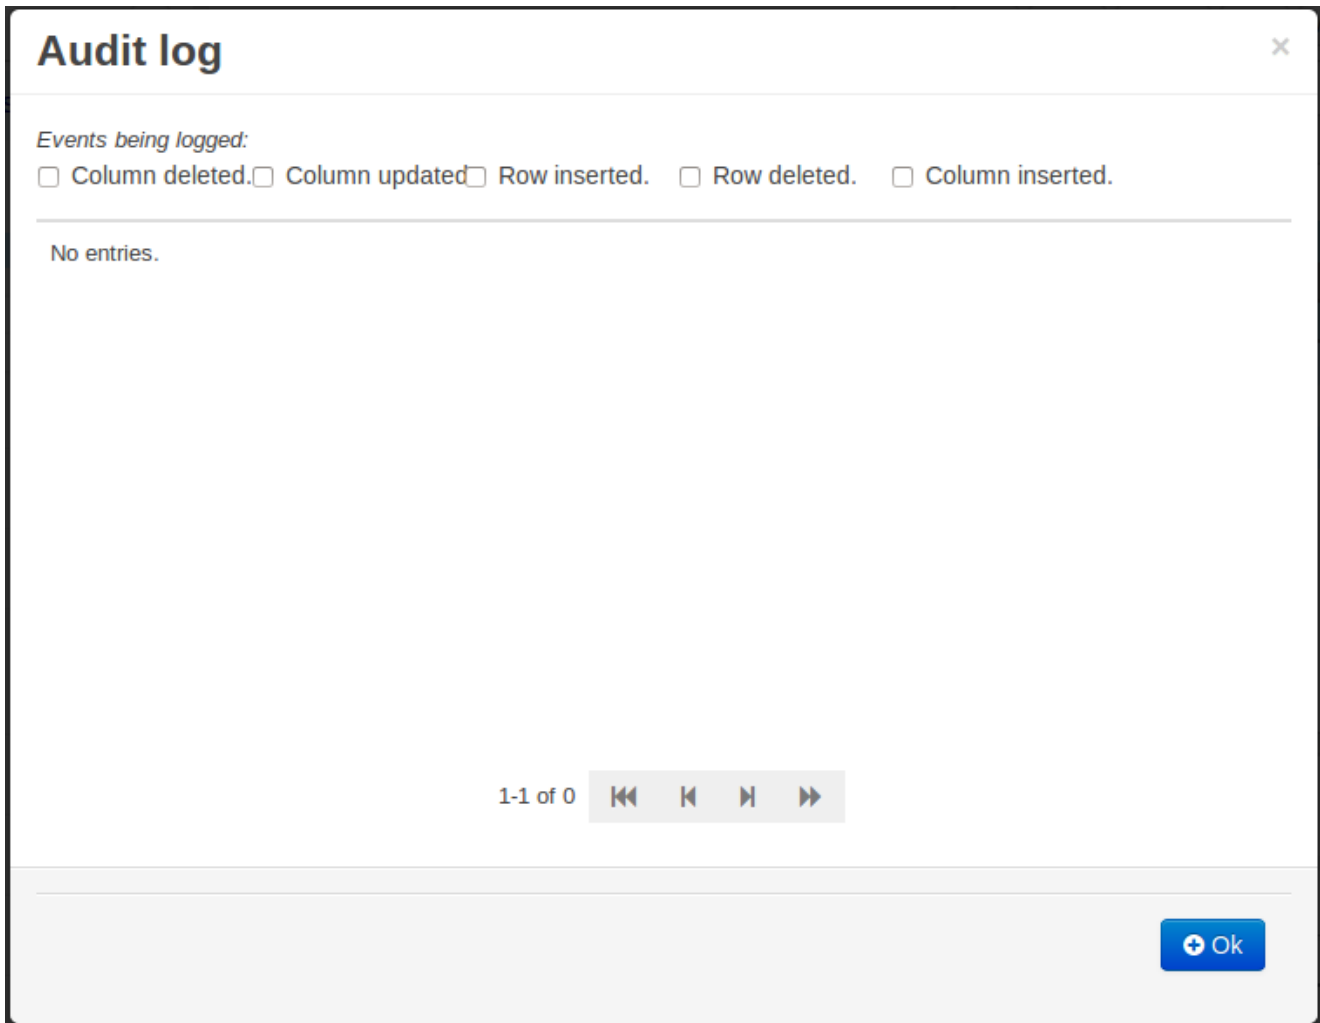 Audit log
Events being logged:
Column deleted. Column updated Row inserted. Row deleted. Column inserted.
No entries.
1-1 of 0
Ok